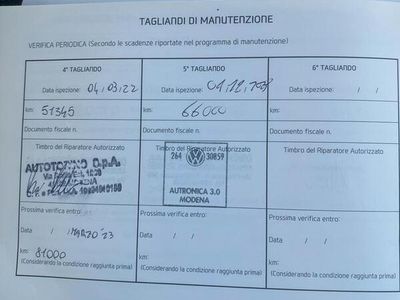 TAGLIANDI DI MANUTENZIONE
VERIFICA PERIODICA (Secondo le scadenze riportate nel programma di manutenzione)
4° TAGLIANDO
Data ispezione: 04/03/22
km: 51345
Documento fiscale n.
Timbro del Riparatore Autorizzato
AUTOTORINO S.p.A.
Prossima verifica entro:
Data / MARZO '23
km: 81000
(Considerando la condizione raggiunta prima)
5° TAGLIANDO
Data ispezione: 01.12.
km: 66000
Documento fiscale n.
Timbro del Riparatore Autorizzato
264 30859
AUTRONICA 3.0
MODENA
Prossima verifica entro:
Data / /
km:
(Considerando la condizione raggiunta prima)
6° TAGLIANDO
Data ispezione: / /
km:
Documento fiscale n.
Timbro del Riparatore Autorizzato
Prossima verifica entro:
Data / /
km:
(Considerando la condizione raggiunta prima)